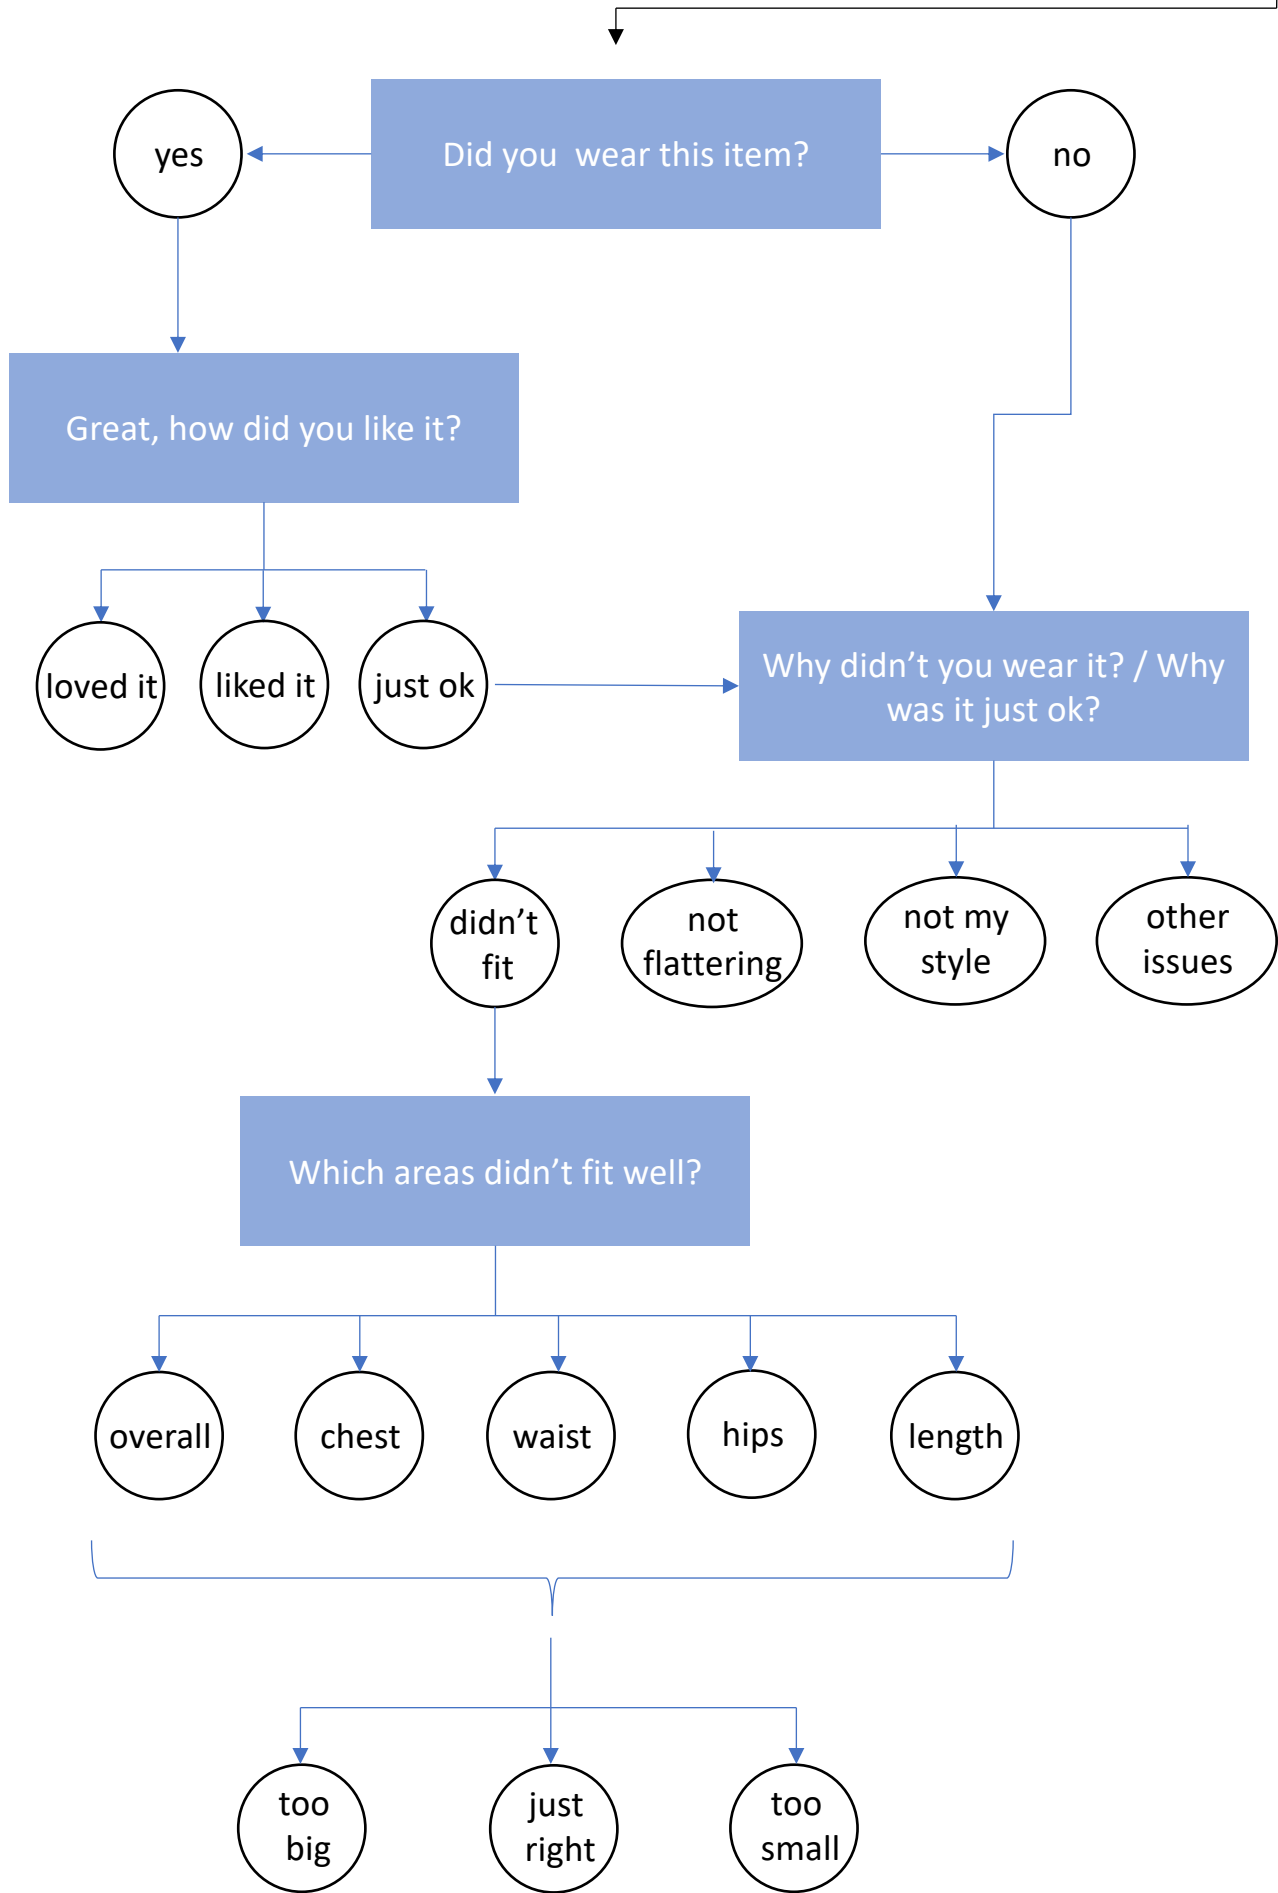 yes
Did you  wear this item?
no
Great, how did you like it?
loved it
liked it
just ok
Why didn’t you wear it? / Why
was it just ok?
didn’t
fit
not
flattering
not my
style
other
issues
Which areas didn’t fit well?
overall
chest
waist
hips
length
too
big
just
right
too
small